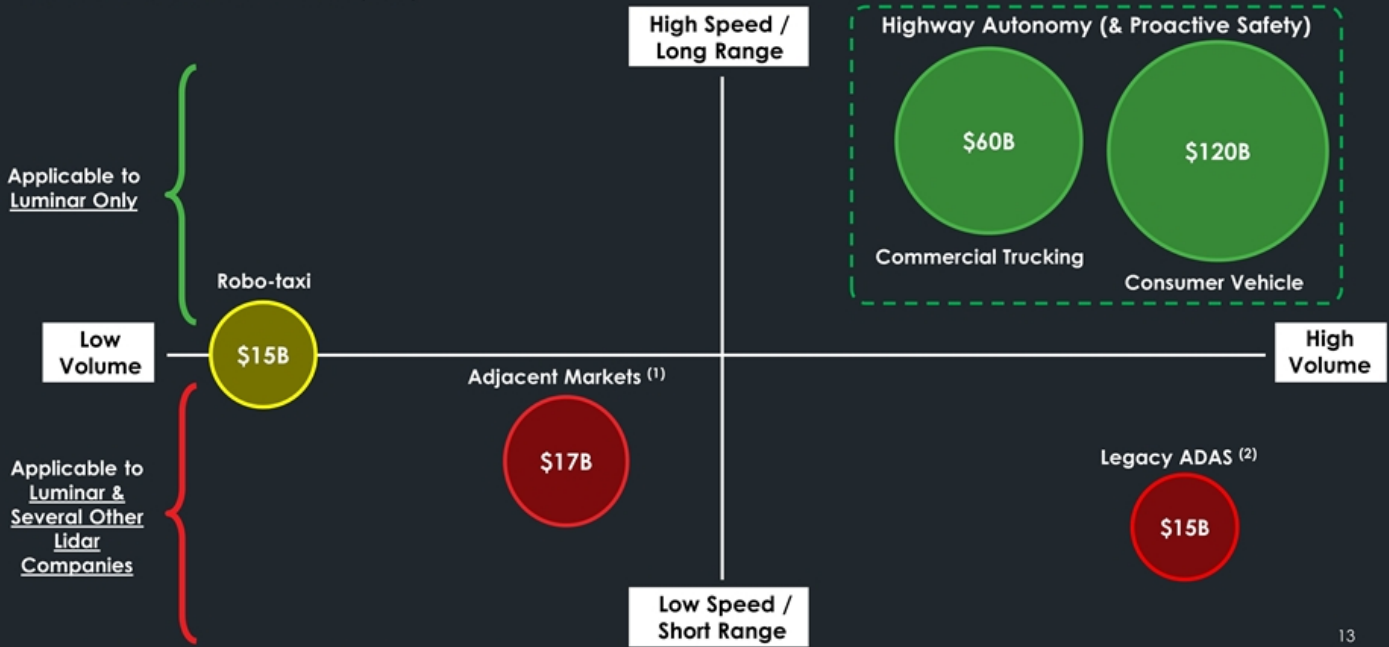 High Speed /
Long Range
Highway Autonomy (& Proactive Safety)
$60B
$120B
Commercial Trucking
Consumer Vehicle
Applicable to
Luminar Only
Robo-taxi
$15B
Low
Volume
High
Volume
Adjacent Markets (1)
$17B
Legacy ADAS (2)
$15B
Applicable to
Luminar &
Several Other
Lidar
Companies
Low Speed /
Short Range
13